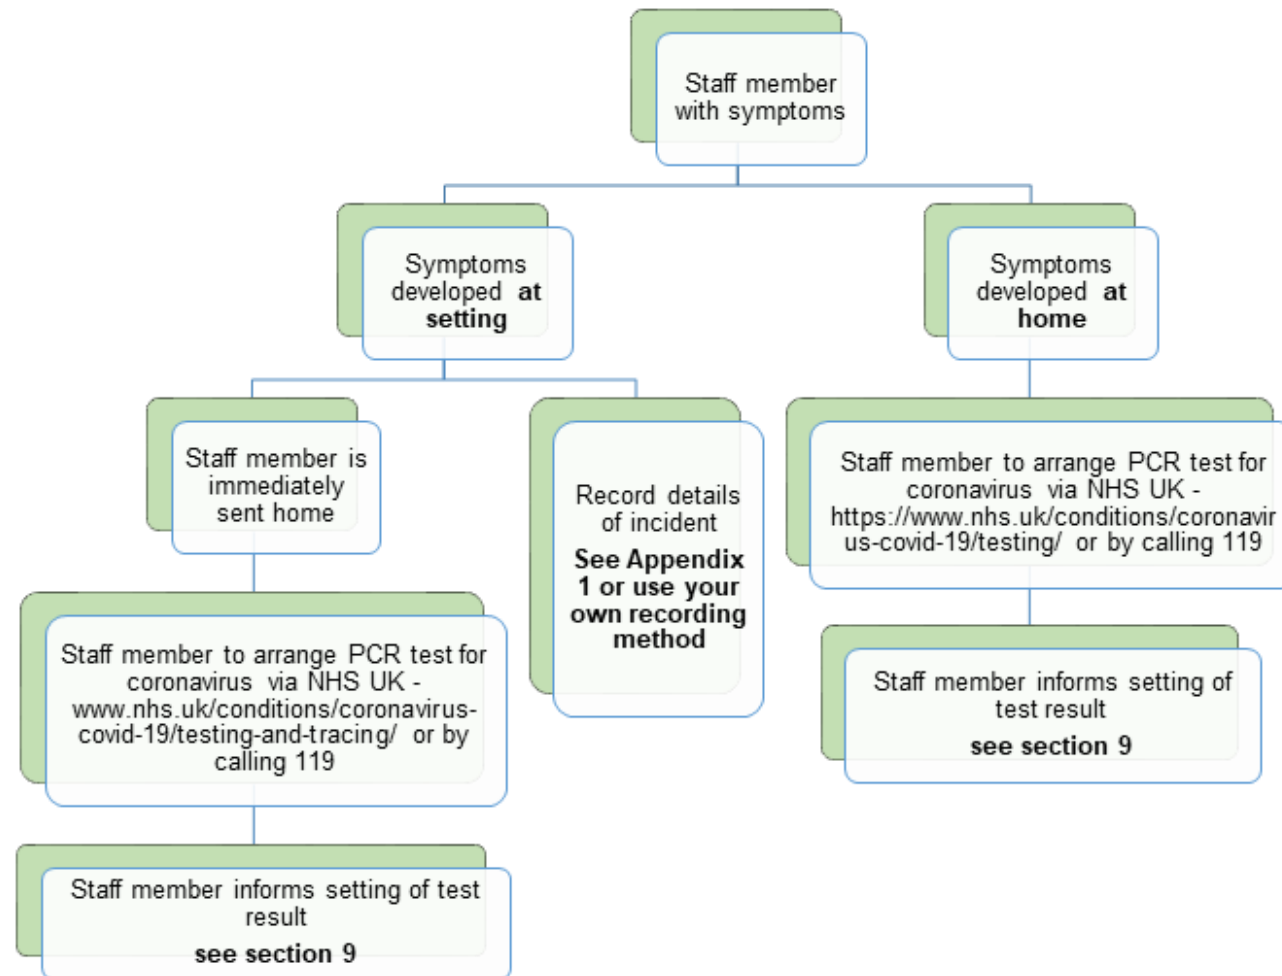 Staff member
with symptoms
Symptoms
developed at
setting
Symptoms
developed at
home
Staff member is
immediately
sent home
Record details
of incident
See Appendix
1 or use your
own recording
method
Staff member to arrange PCR test for
coronavirus via NHS UK -
https://www.nhs.uk/conditions/coronavir
us-covid-19/testing/ or by calling 119
Staff member to arrange PCR test for
coronavirus via NHS UK -
www.nhs.uk/conditions/coronavirus-
covid-19/testing-and-tracing/ or by
calling 119
Staff member informs setting of
test result
see section 9
Staff member informs setting of test
result
see section 9